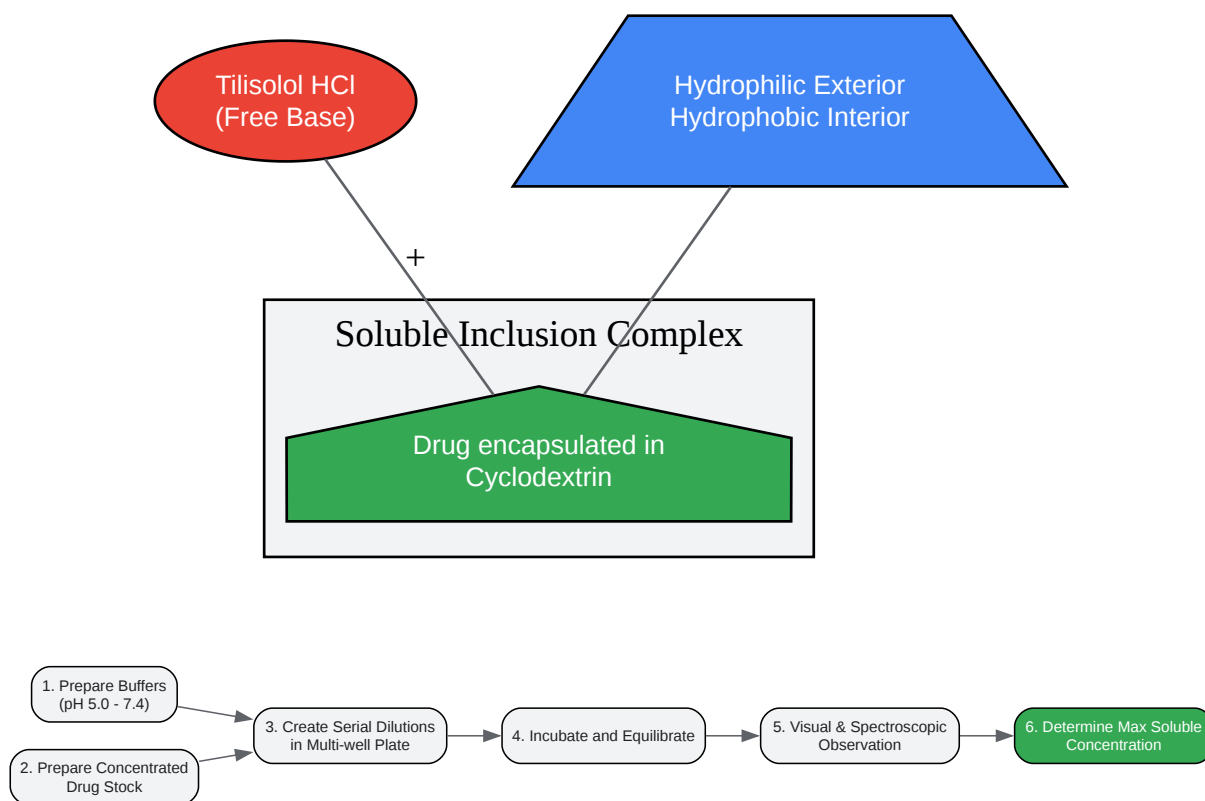 Tilisolol HCl
(Free Base)
Hydrophilic Exterior
Hydrophobic Interior
+
Soluble Inclusion Complex
Drug encapsulated in
Cyclodextrin
1. Prepare Buffers
(pH 5.0 - 7.4)
2. Prepare Concentrated
Drug Stock
3. Create Serial Dilutions
in Multi-well Plate
4. Incubate and Equilibrate
5. Visual & Spectroscopic
Observation
6. Determine Max Soluble
Concentration